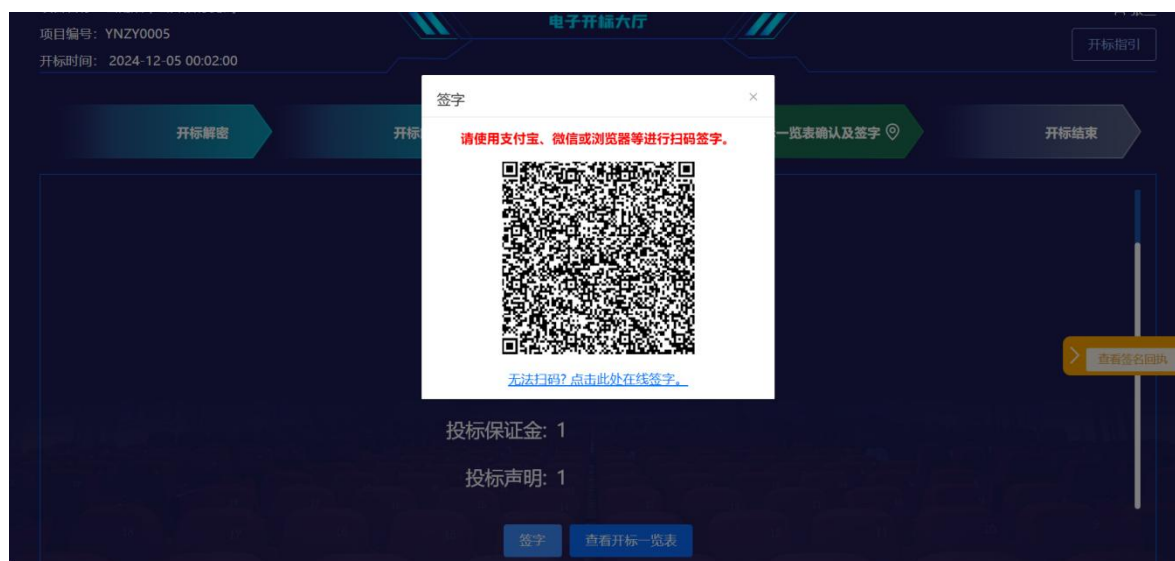 电子开标大厅
项目编号：YNZY0005
开标时间： 2024-12-05 00:02:00
开标指引
签字
请使用支付宝、微信或浏览器等进行扫码签字。
开标解密
开标
一览表确认及签字
开标结束
无法扫码? 点击此处在线签字。
查看签名回执
投标保证金: 1
投标声明: 1
签字
查看开标一览表